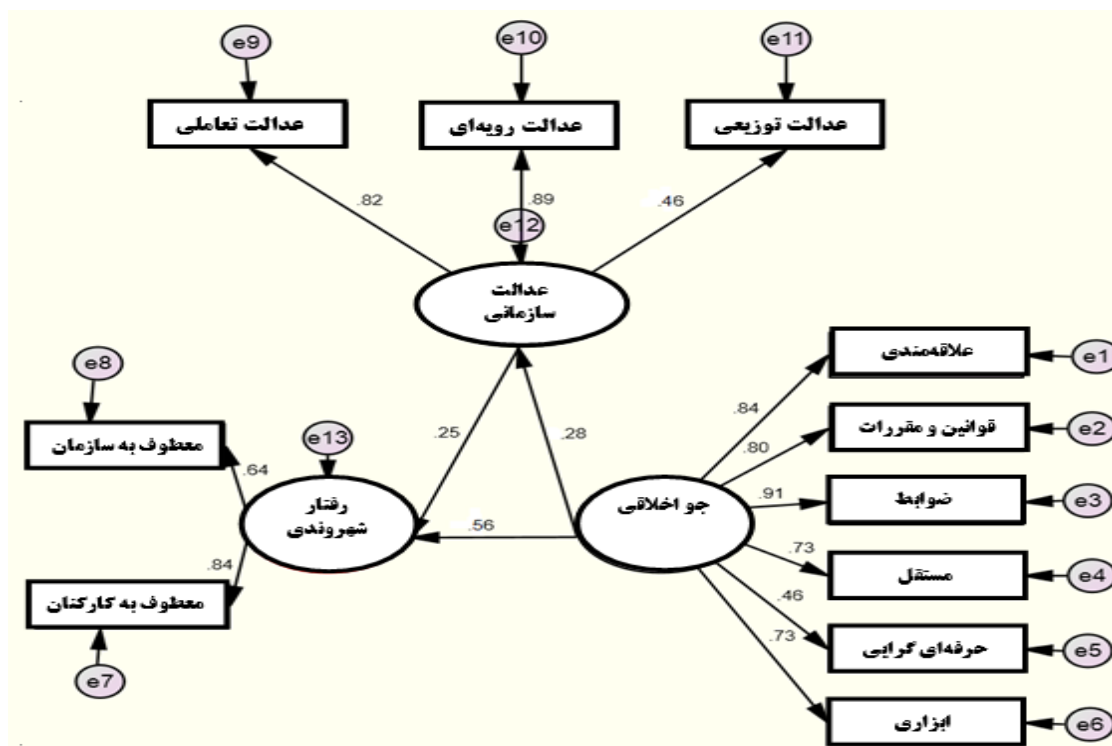 e9
e10
e11
عدالت تعاملی
عدالت رویه‌ای
عدالت توزیعی
.82
.89
.46
e12
عدالت
سازمانی
e8
علاقه‌مندی
e1
معطوف به سازمان
e13
.25
.28
.84
قوانین و مقررات
e2
.80
.64
رفتار
شهروندی
.56
جو اخلاقی
.91
ضوابط
e3
.84
معطوف به کارکنان
.73
مستقل
e4
.46
حرفه‌ای گرایی
e5
e7
.73
ابزاری
e6